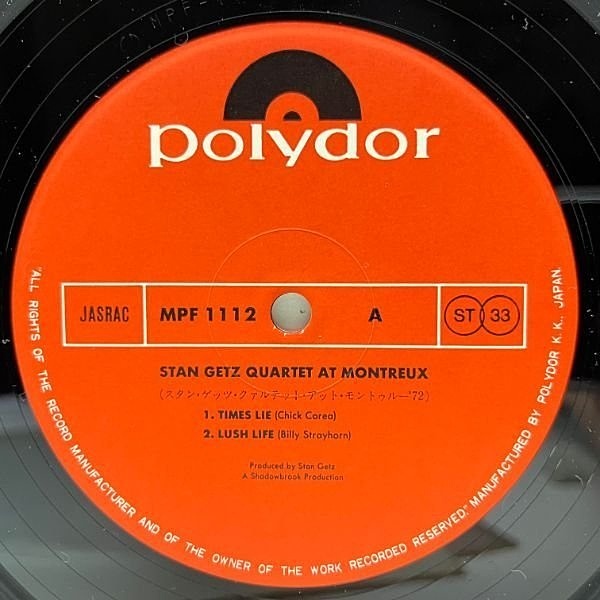 polydor
JASRAC MPF 1112 A ST 33
STAN GETZ QUARTET AT MONTREUX
(スタン・ゲッツ・クァルテット・アット・モントゥルー'72)
1. TIMES LIE (Chick Corea)
2. LUSH LIFE (Billy Strayhorn)
Produced by Stan Getz
A Shadowbrook Production
"ALL RIGHTS OF THE RECORD MANUFACTURER AND OF THE OWNER OF THE WORK RECORDED RESERVED." MANUFACTURED BY POLYDOR K.K., JAPAN.